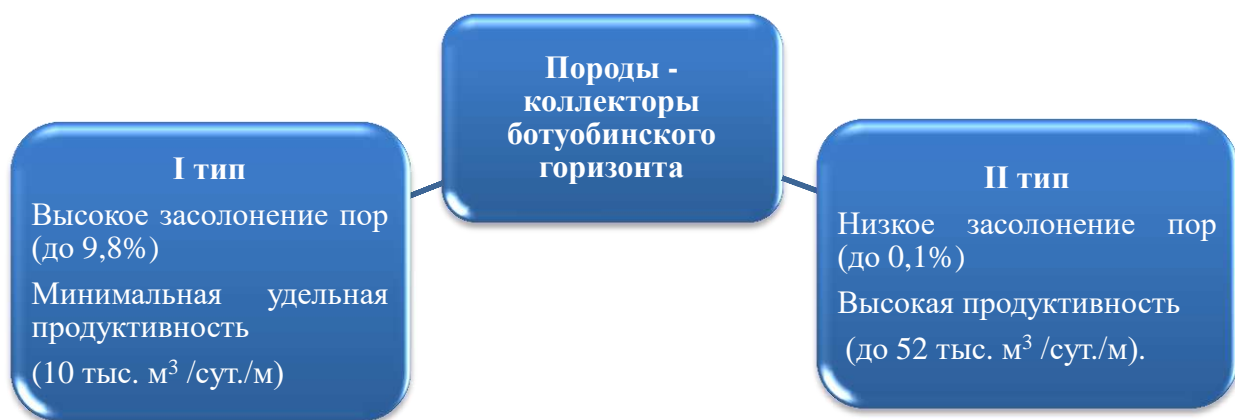 Породы -
коллекторы
ботуобинского
горизонта
I тип
Высокое засолонение пор
(до 9,8%)
Минимальная удельная
продуктивность
(10 тыс. м³ /сут./м)
II тип
Низкое засолонение пор
(до 0,1%)
Высокая продуктивность
(до 52 тыс. м³ /сут./м).